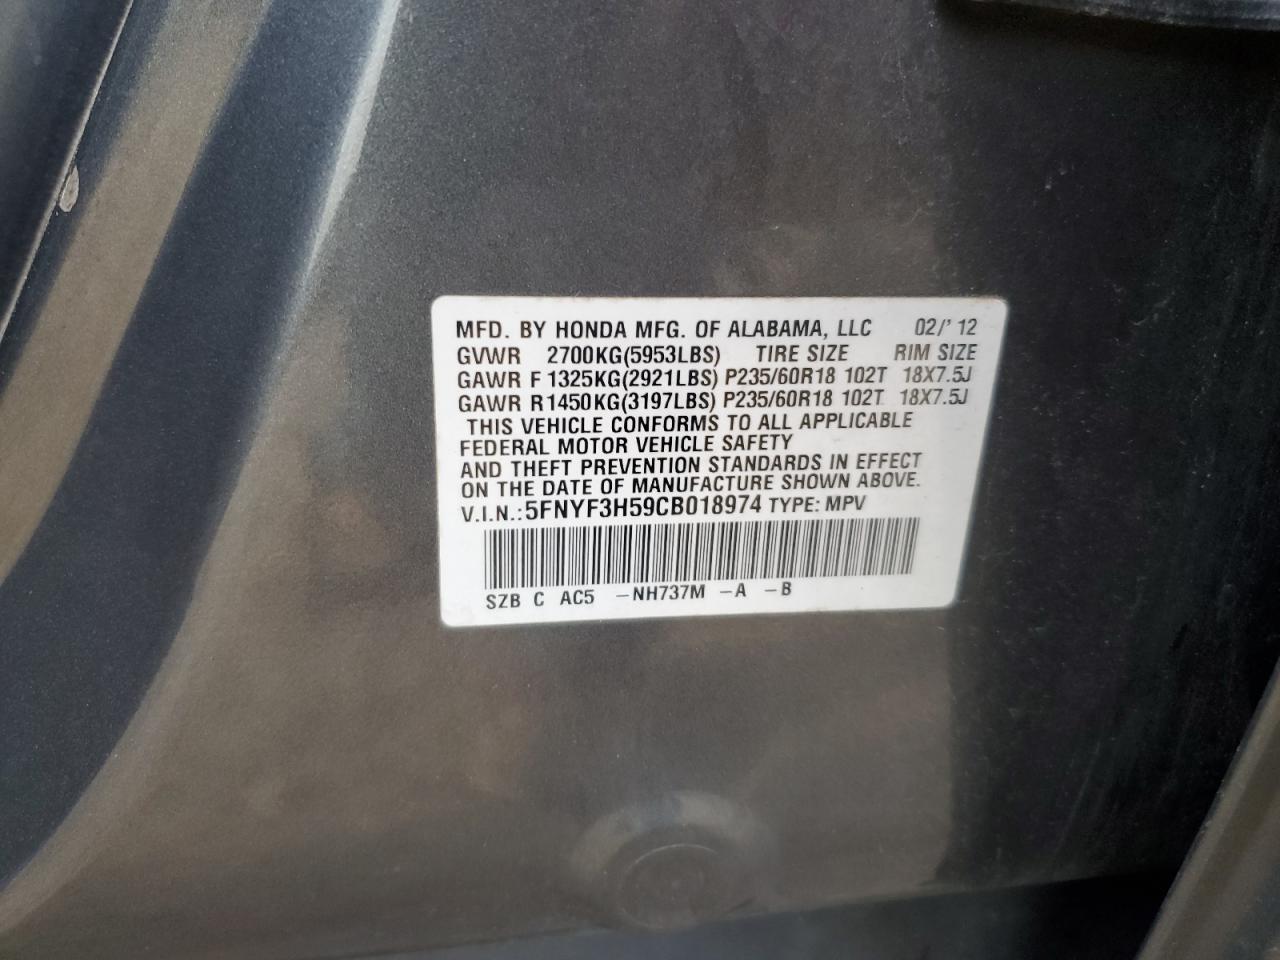 MFD. BY HONDA MFG. OF ALABAMA, LLC 02/'12
GVWR 2700KG(5953LBS) TIRE SIZE RIM SIZE
GAWR F 1325KG(2921LBS) P235/60R18 102T 18X7.5J
GAWR R1450KG(3197LBS) P235/60R18 102T 18X7.5J
THIS VEHICLE CONFORMS TO ALL APPLICABLE
FEDERAL MOTOR VEHICLE SAFETY
AND THEFT PREVENTION STANDARDS IN EFFECT
ON THE DATE OF MANUFACTURE SHOWN ABOVE.
V.I.N.:5FNYF3H59CB018974 TYPE: MPV
SZB C AC5 -NH737M -A -B